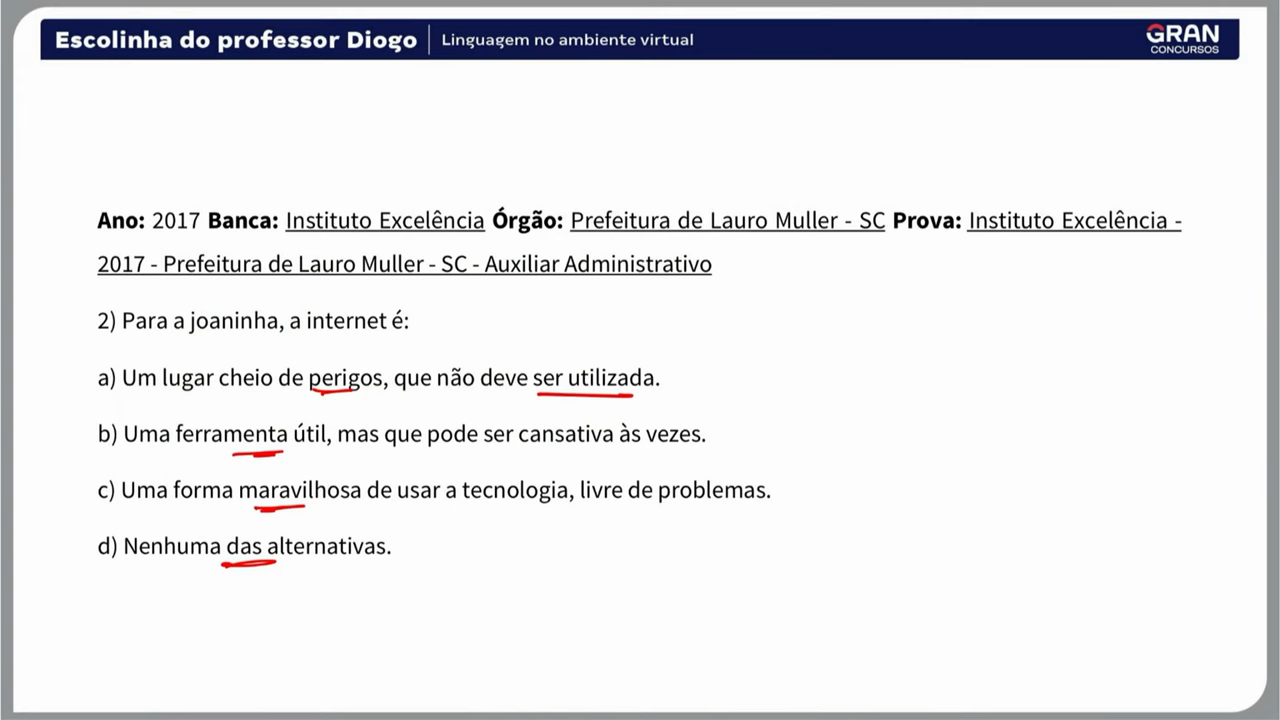 Escolinha do professor Diogo Linguagem no ambiente virtual
GRAN
CONCURSOS
Ano: 2017 Banca: Instituto Excelência Órgão: Prefeitura de Lauro Muller - SC Prova: Instituto Excelência -
2017 - Prefeitura de Lauro Muller - SC - Auxiliar Administrativo
2) Para a joaninha, a internet é:
a) Um lugar cheio de perigos, que não deve ser utilizada.
b) Uma ferramenta útil, mas que pode ser cansativa às vezes.
c) Uma forma maravilhosa de usar a tecnologia, livre de problemas.
d) Nenhuma das alternativas.